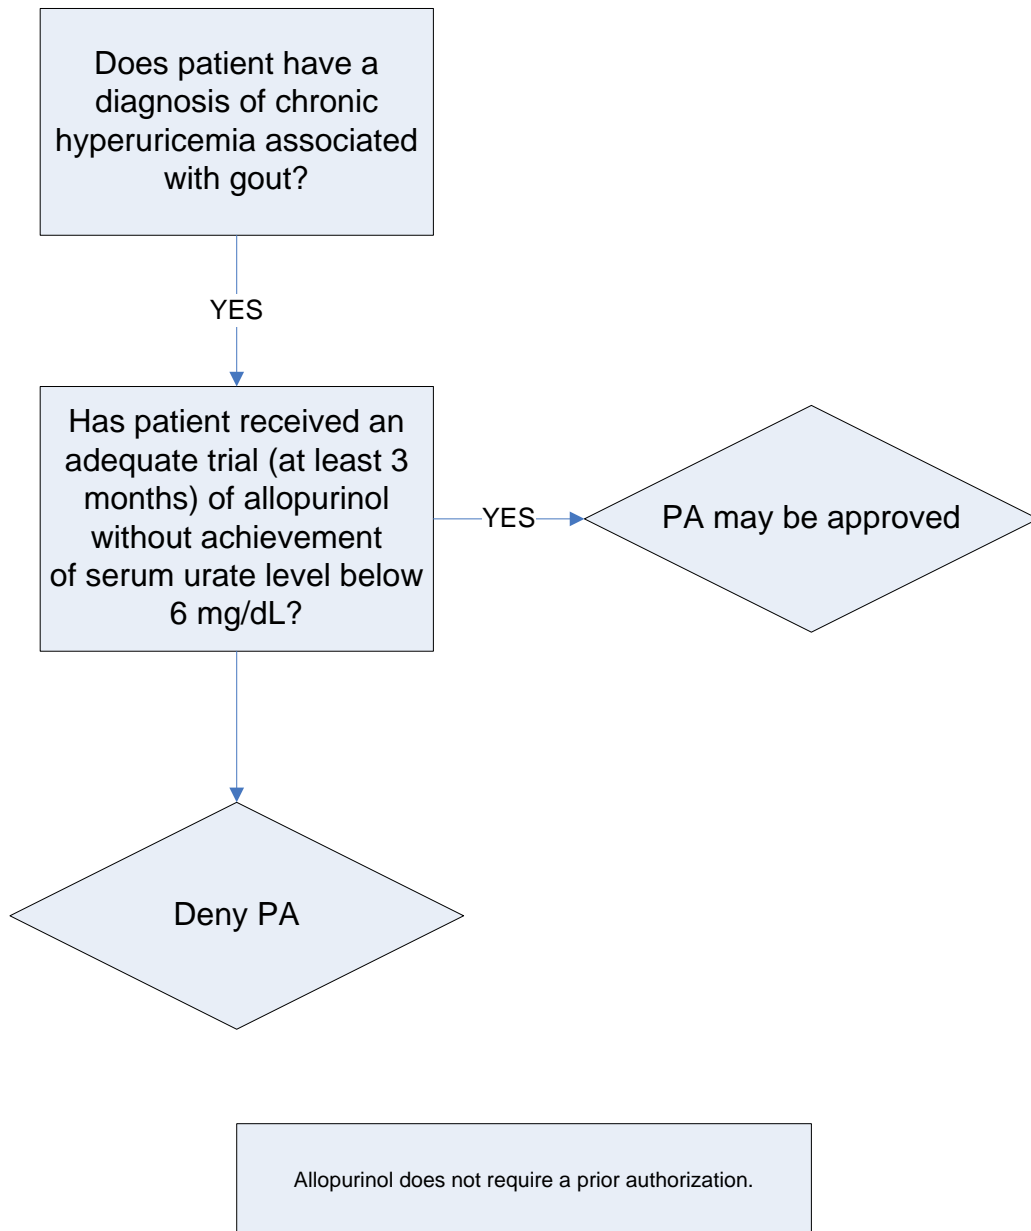 Does patient have a
diagnosis of chronic
hyperuricemia associated
with gout?
YES
Has patient received an
adequate trial (at least 3
months) of allopurinol
without achievement
of serum urate level below
6 mg/dL?
YES
PA may be approved
Deny PA
Allopurinol does not require a prior authorization.